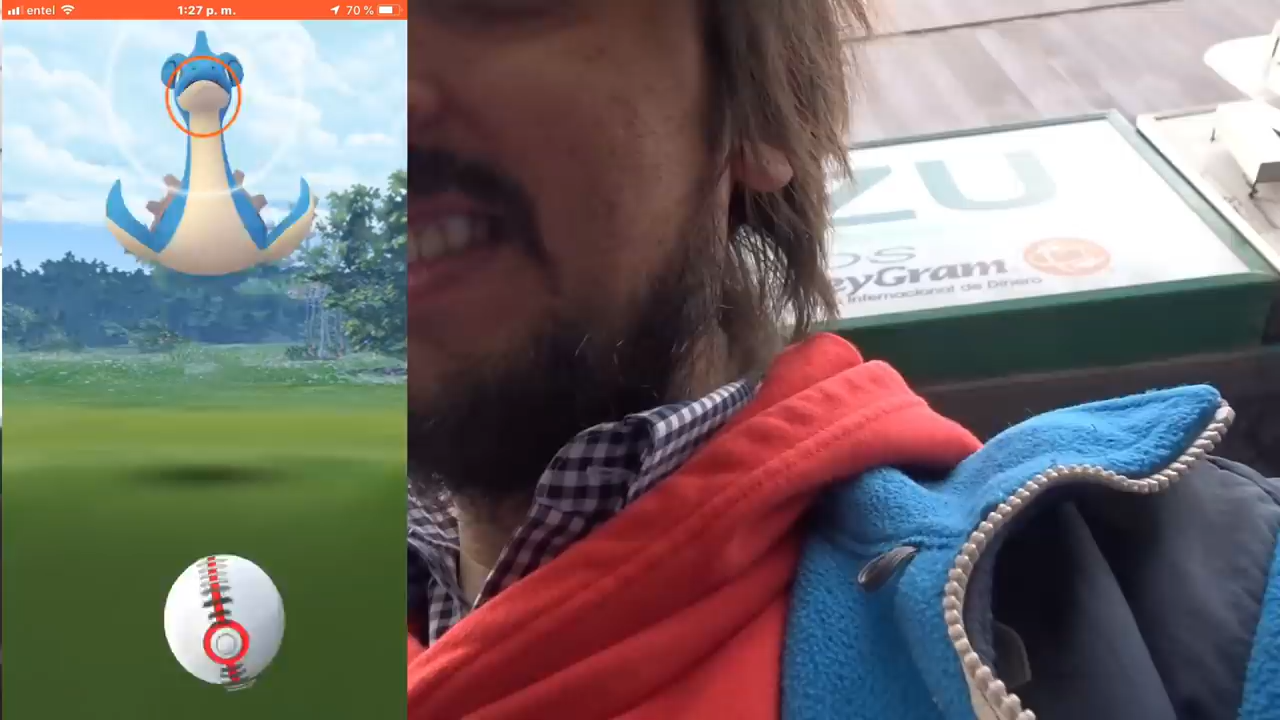 entel 1:27 p. m. 70 %
ZU
OS
eyGram
Internacional de Dinero